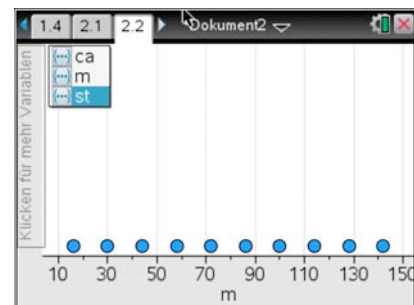 1.4 2.1 2.2 Dokument2
Klicken für mehr Variablen
ca
m
st
10 30 50 70 90 110 130 150
m